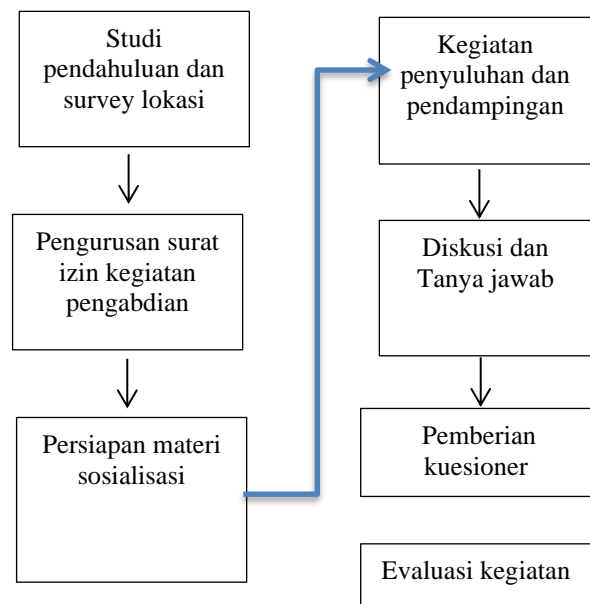 Studi
pendahuluan dan
survey lokasi
Pengurusan surat
izin kegiatan
pengabdian
Persiapan materi
sosialisasi
Kegiatan
penyuluhan dan
pendampingan
Diskusi dan
Tanya jawab
Pemberian
kuesioner
Evaluasi kegiatan